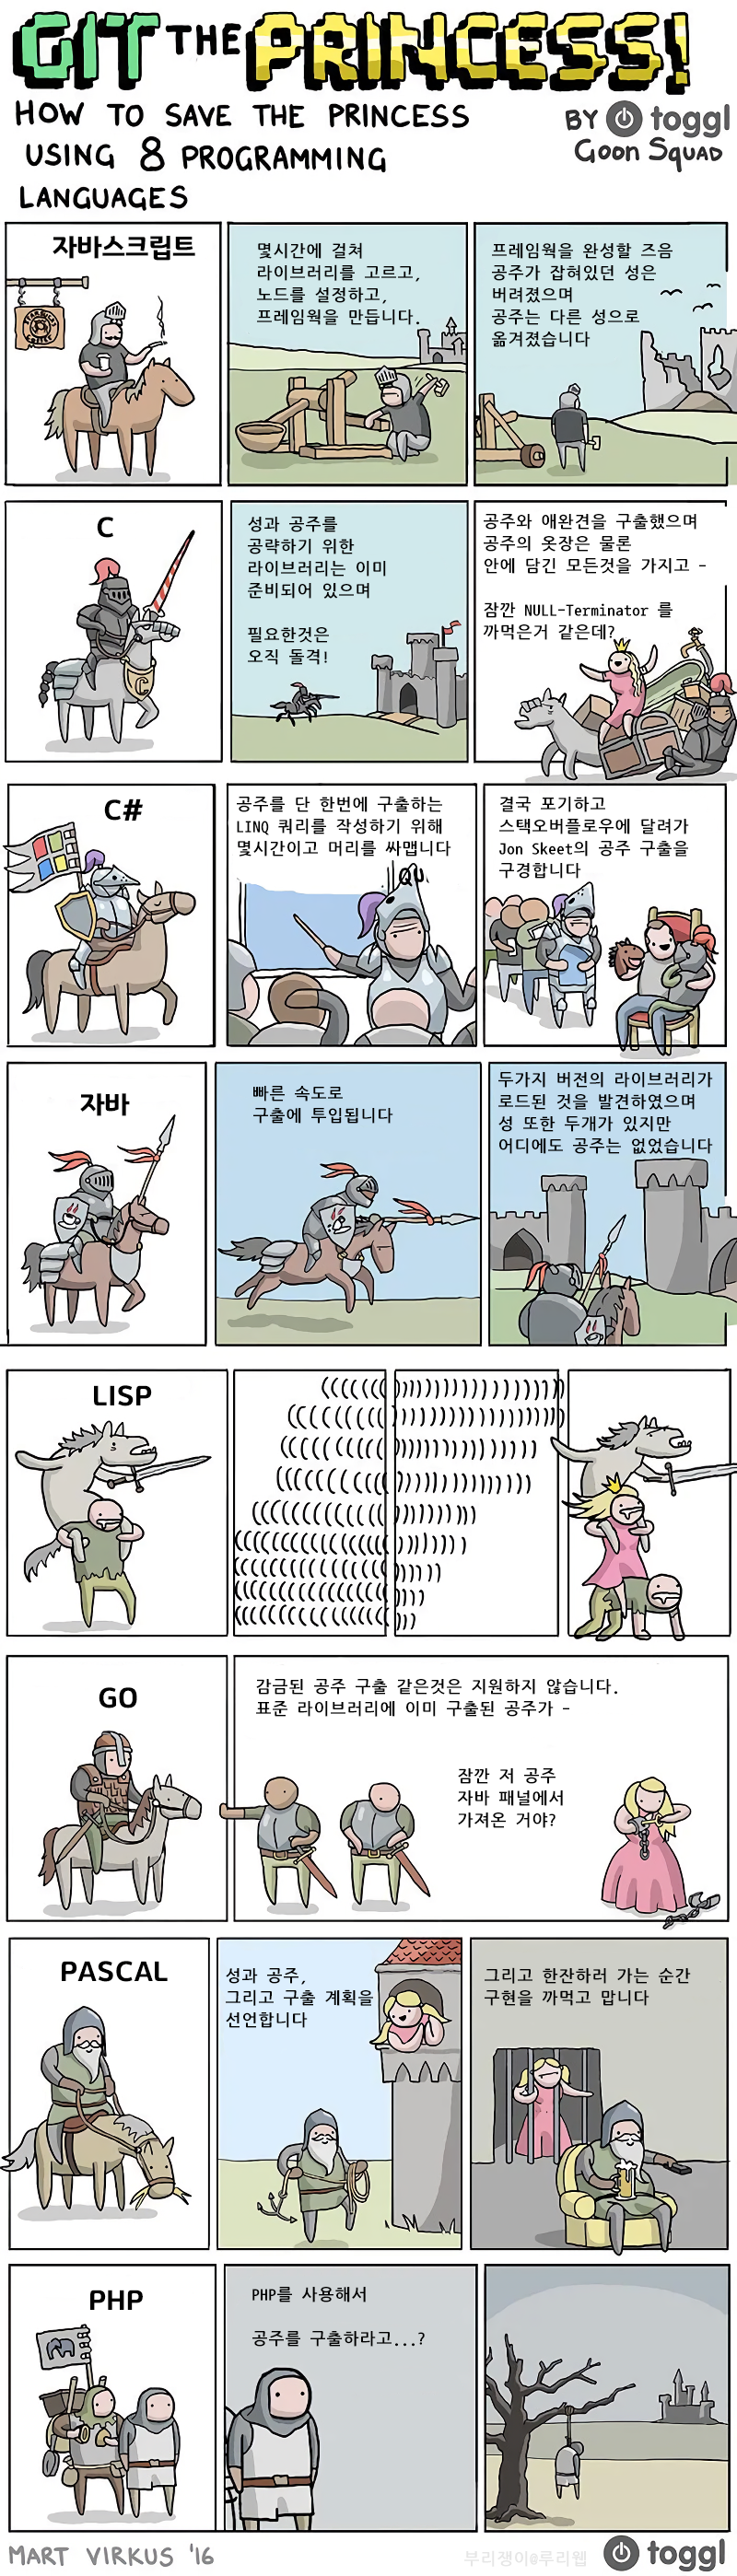 GIT THE PRINCESS!
HOW TO SAVE THE PRINCESS
USING 8 PROGRAMMING
LANGUAGES
BY toggl
GOON SQUAD
자바스크립트
몇시간에 걸쳐
라이브러리를 고르고,
노드를 설정하고,
프레임웍을 만듭니다.
프레임웍을 완성할 즈음
공주가 잡혀있던 성은
버려졌으며
공주는 다른 성으로
옮겨졌습니다
C
성과 공주를
공략하기 위한
라이브러리는 이미
준비되어 있으며
필요한것은
오직 돌격!
공주와 애완견을 구출했으며
공주의 옷장은 물론
안에 담긴 모든것을 가지고 -
잠깐 NULL-Terminator 를
까먹은거 같은데?
C
C#
공주를 단 한번에 구출하는
LINQ 쿼리를 작성하기 위해
몇시간이고 머리를 싸맵니다
결국 포기하고
스택오버플로우에 달려가
Jon Skeet의 공주 구출을
구경합니다
자바
빠른 속도로
구출에 투입됩니다
두가지 버전의 라이브러리가
로드된 것을 발견하였으며
성 또한 두개가 있지만
어디에도 공주는 없었습니다
LISP
GO
감금된 공주 구출 같은것은 지원하지 않습니다.
표준 라이브러리에 이미 구출된 공주가 -
잠깐 저 공주
자바 패널에서
가져온 거야?
PASCAL
성과 공주,
그리고 구출 계획을
선언합니다
그리고 한잔하러 가는 순간
구현을 까먹고 맙니다
PHP
PHP를 사용해서
공주를 구출하라고...?
MART VIRKUS '16
부리쟁이@루리웹
toggl